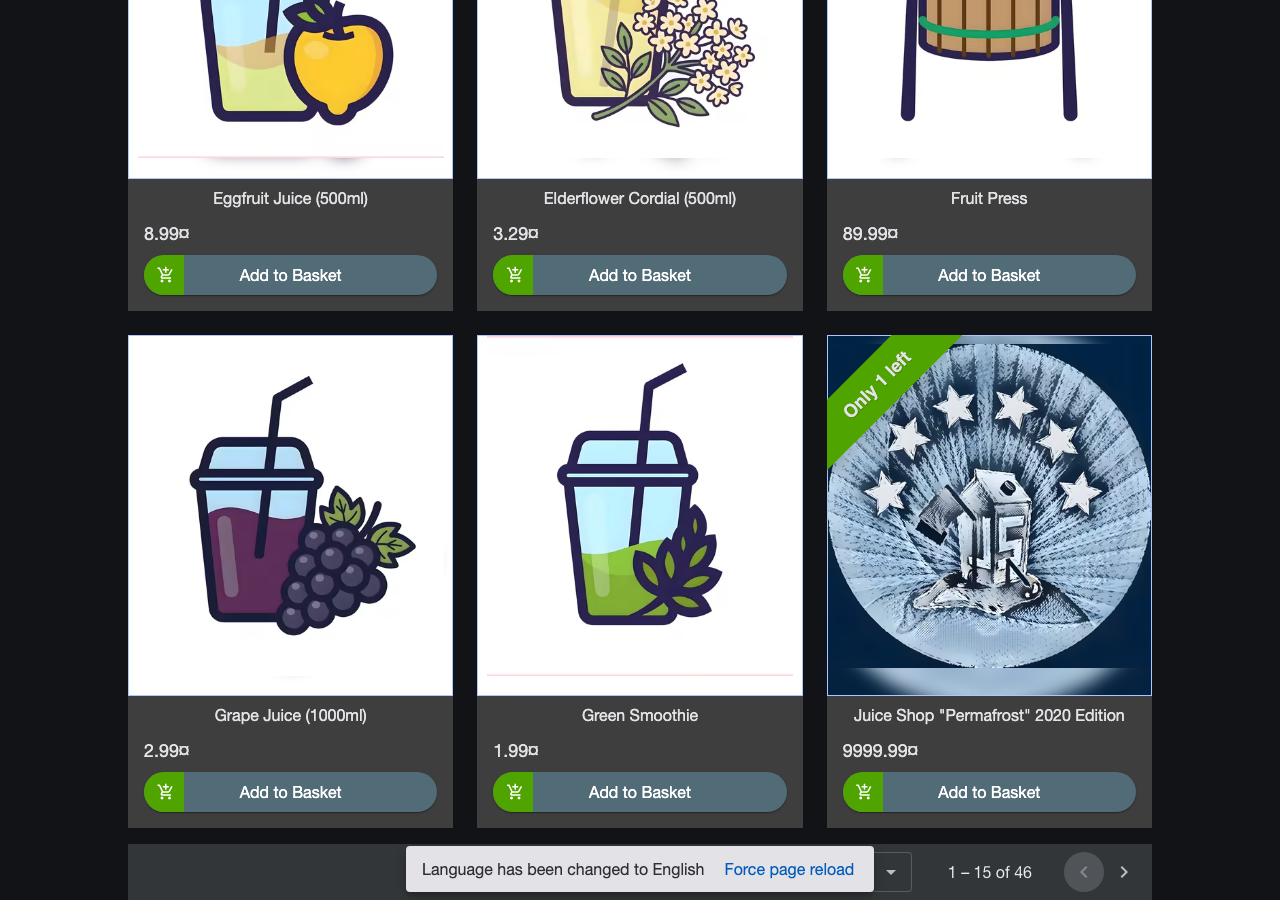 Eggfruit Juice (500ml)
8.99¤
Add to Basket
Elderflower Cordial (500ml)
3.29¤
Add to Basket
Fruit Press
89.99¤
Add to Basket
Grape Juice (1000ml)
2.99¤
Add to Basket
Green Smoothie
1.99¤
Add to Basket
Only 1 left
JS
Juice Shop "Permafrost" 2020 Edition
9999.99¤
Add to Basket
Language has been changed to English Force page reload
1 – 15 of 46